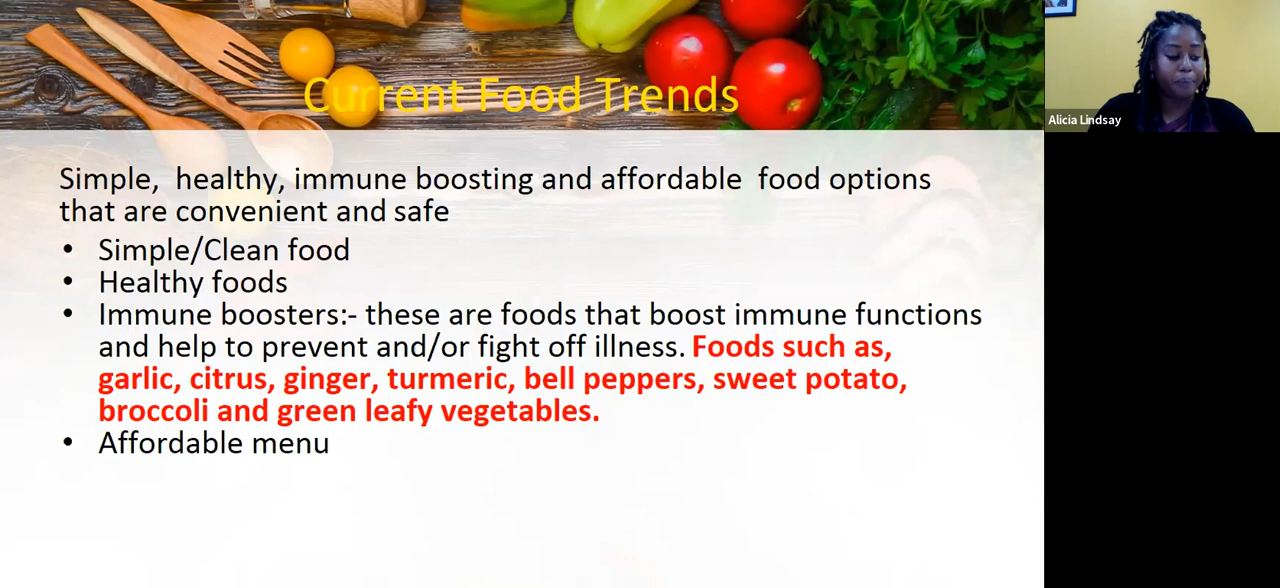 Current Food Trends
Simple, healthy, immune boosting and affordable food options
that are convenient and safe
• Simple/Clean food
• Healthy foods
• Immune boosters:- these are foods that boost immune functions
and help to prevent and/or fight off illness. Foods such as,
garlic, citrus, ginger, turmeric, bell peppers, sweet potato,
broccoli and green leafy vegetables.
• Affordable menu
Alicia Lindsay